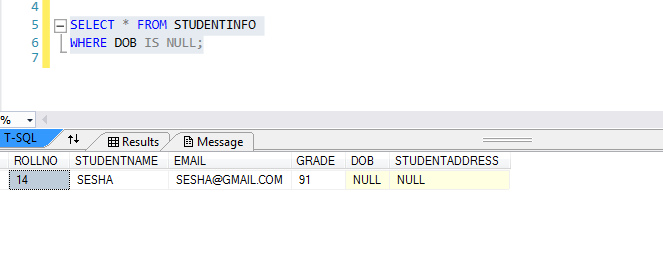 4
5 SELECT * FROM STUDENTINFO
6 WHERE DOB IS NULL;
7
%
T-SQL Results Message
ROLLNO STUDENTNAME EMAIL GRADE DOB STUDENTADDRESS
14 SESHA SESHA@GMAIL.COM 91 NULL NULL